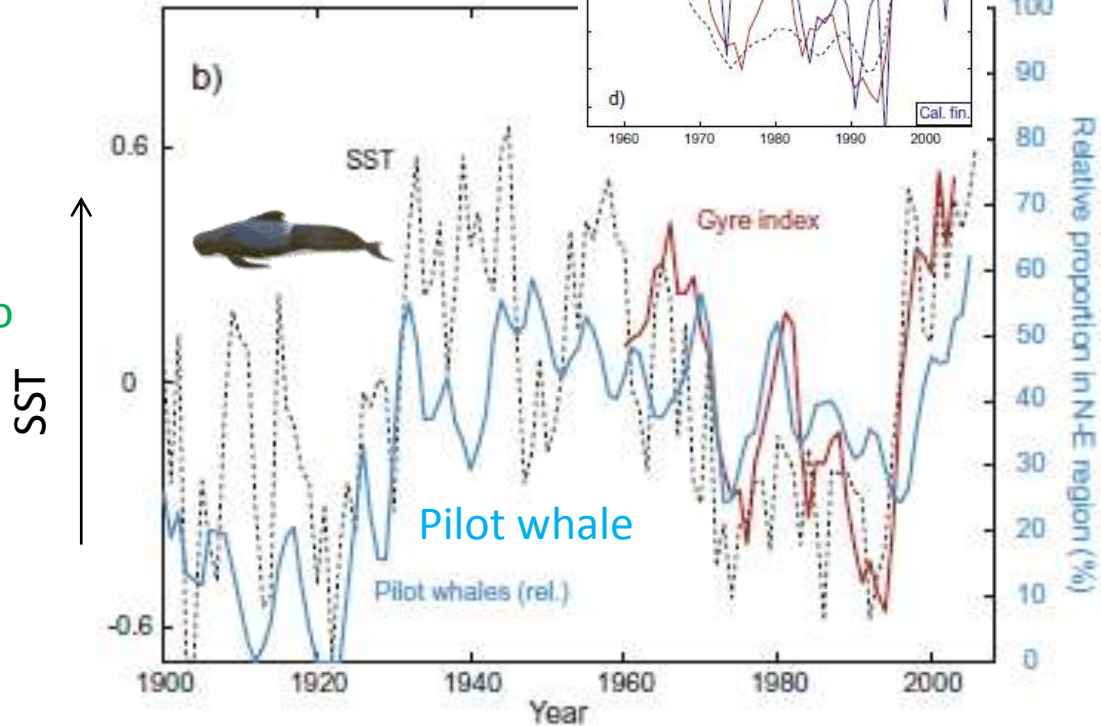 100
90
80
70
60
50
40
30
20
10
0
Relative proportion in N-E region (%)
d)
Cal. fin.
1960 1970 1980 1990 2000
b)
0.6
0
-0.6
SST
SST
Gyre index
Pilot whale
Pilot whales (rel.)
1900 1920 1940 1960 1980 2000
Year